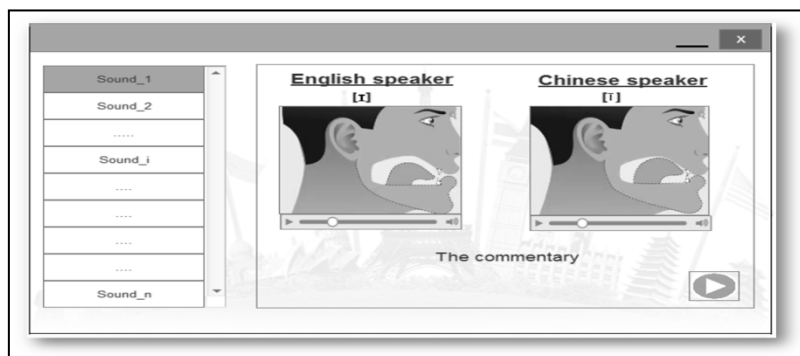 Sound_1
Sound_2
.....
Sound_i
....
....
....
....
Sound_n
English speaker
[ɪ]
Chinese speaker
[ĭ]
The commentary